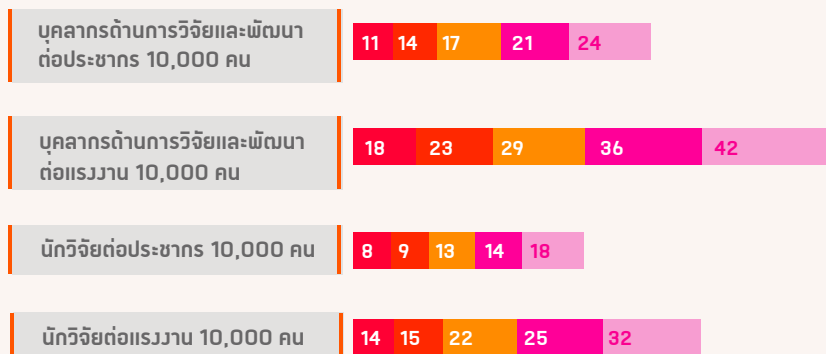 บุคลากรด้านการวิจัยและพัฒนา
ต่อประชากร 10,000 คน
11 14 17 21 24
บุคลากรด้านการวิจัยและพัฒนา
ต่อแรงงาน 10,000 คน
18 23 29 36 42
นักวิจัยต่อประชากร 10,000 คน
8 9 13 14 18
นักวิจัยต่อแรงงาน 10,000 คน
14 15 22 25 32